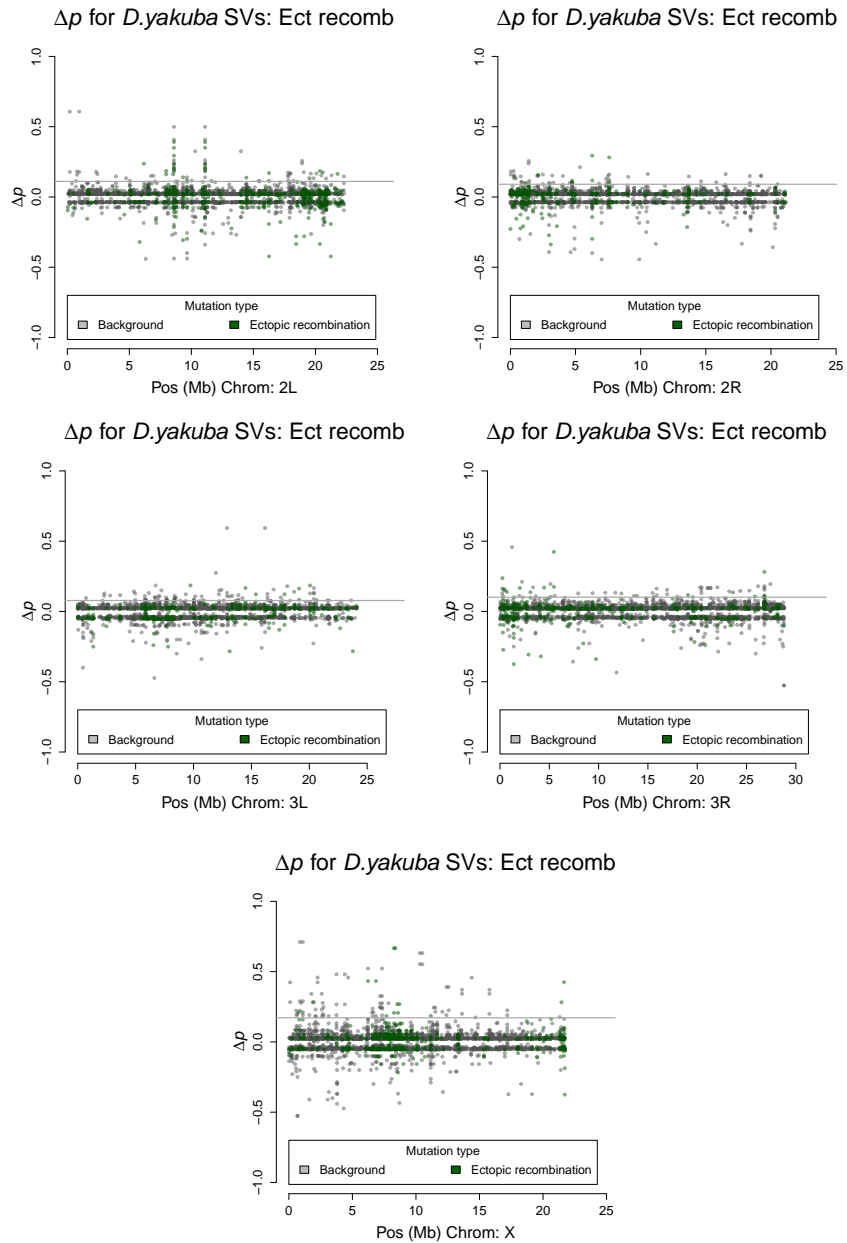 Δp for D.yakuba SVs: Ect recomb
1.0
0.5
0.0
−0.5
−1.0
Δp
Mutation type
Background Ectopic recombination
0 5 10 15 20 25
Pos (Mb) Chrom: 2L
Δp for D.yakuba SVs: Ect recomb
1.0
0.5
0.0
−0.5
−1.0
Δp
Mutation type
Background Ectopic recombination
0 5 10 15 20 25
Pos (Mb) Chrom: 2R
Δp for D.yakuba SVs: Ect recomb
1.0
0.5
0.0
−0.5
−1.0
Δp
Mutation type
Background Ectopic recombination
0 5 10 15 20 25
Pos (Mb) Chrom: 3L
Δp for D.yakuba SVs: Ect recomb
1.0
0.5
0.0
−0.5
−1.0
Δp
Mutation type
Background Ectopic recombination
0 5 10 15 20 25 30
Pos (Mb) Chrom: 3R
Δp for D.yakuba SVs: Ect recomb
1.0
0.5
0.0
−0.5
−1.0
Δp
Mutation type
Background Ectopic recombination
0 5 10 15 20 25
Pos (Mb) Chrom: X